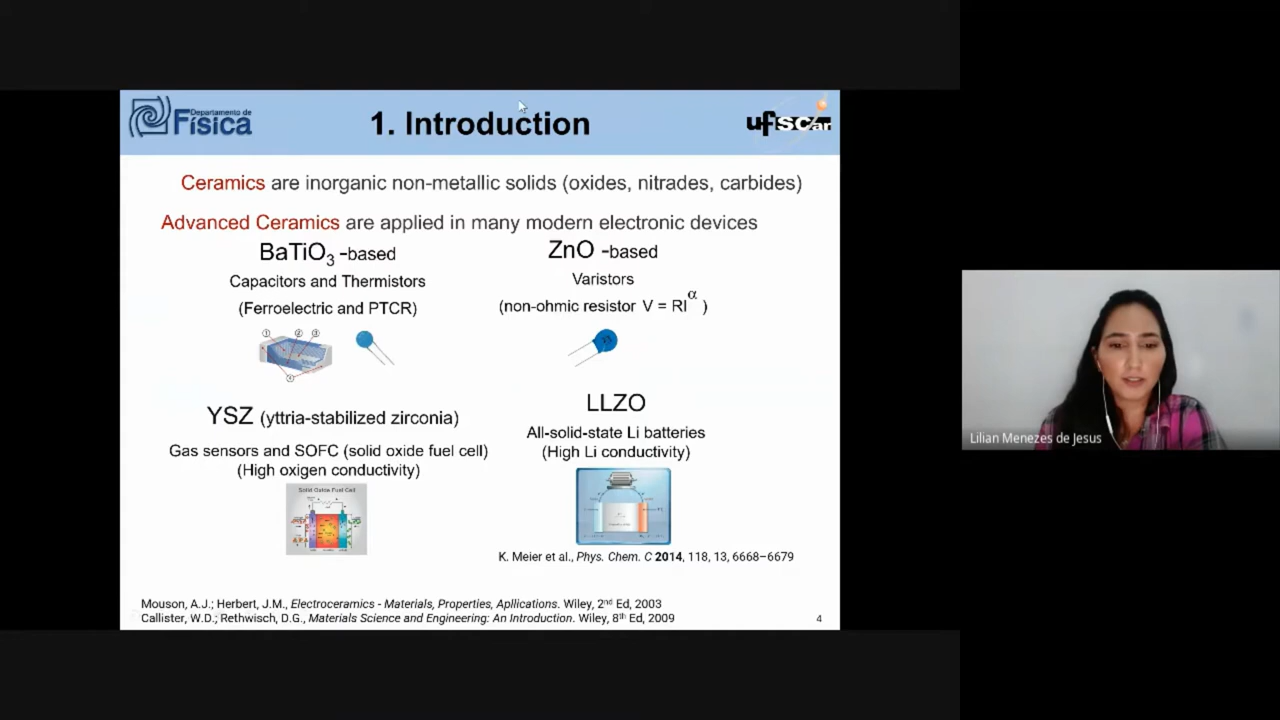 Departamento de
Física
1. Introduction
ufscar
Ceramics are inorganic non-metallic solids (oxides, nitrades, carbides)
Advanced Ceramics are applied in many modern electronic devices
BaTiO₃ -based
Capacitors and Thermistors
(Ferroelectric and PTCR)
ZnO -based
Varistors
(non-ohmic resistor V = RI^α )
① ② ③
YSZ (yttria-stabilized zirconia)
Gas sensors and SOFC (solid oxide fuel cell)
(High oxigen conductivity)
Solid Oxide Fuel Cell
LLZO
All-solid-state Li batteries
(High Li conductivity)
K. Meier et al., Phys. Chem. C 2014, 118, 13, 6668–6679
Mouson, A.J.; Herbert, J.M., Electroceramics - Materials, Properties, Apllications. Wiley, 2nd Ed, 2003
Callister, W.D.; Rethwisch, D.G., Materials Science and Engineering: An Introduction. Wiley, 8th Ed, 2009
4
Lilian Menezes de Jesus